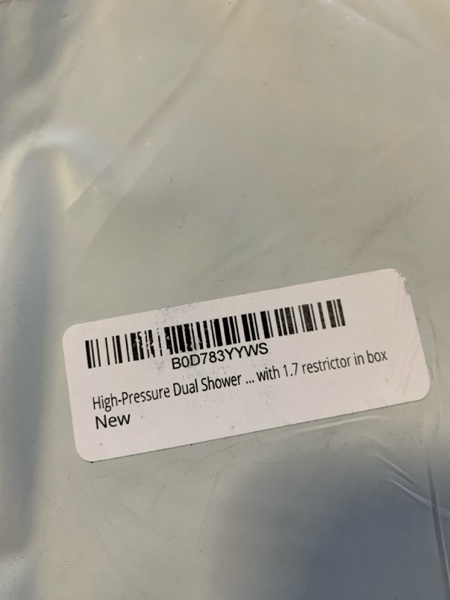 B0D783YYWS
High-Pressure Dual Shower ... with 1.7 restrictor in box
New